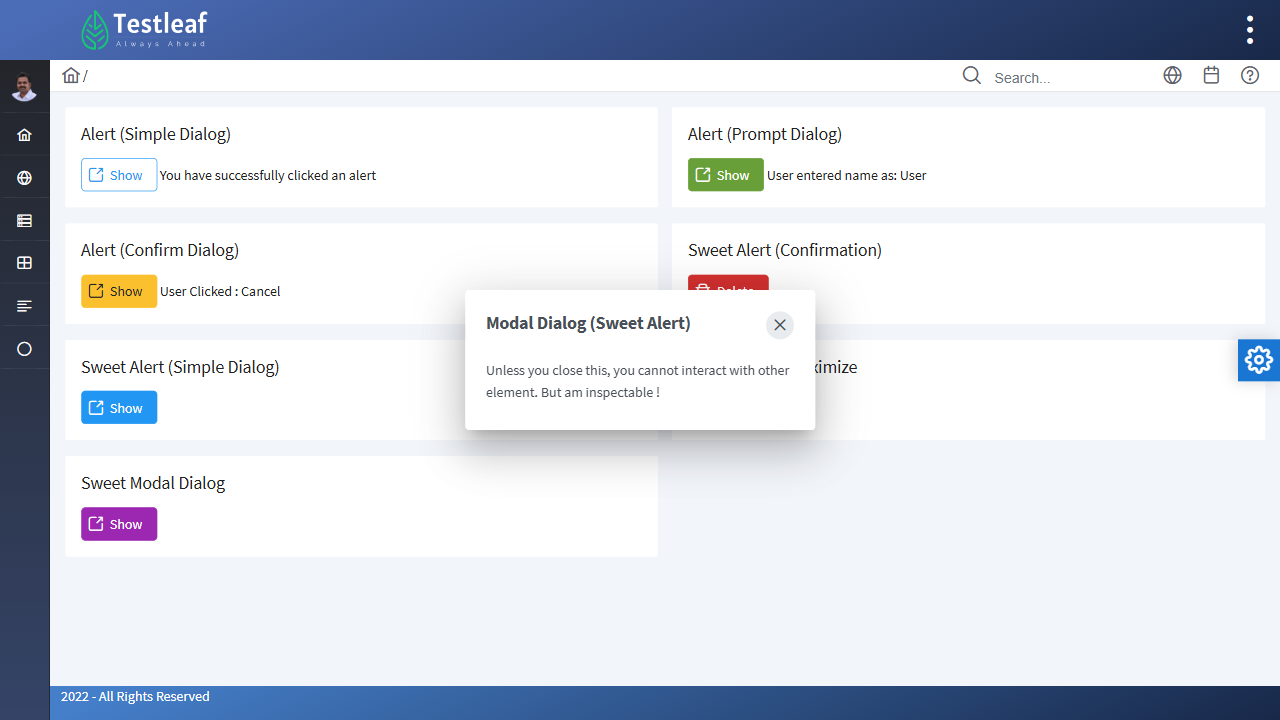 Testleaf
Always Ahead
/
Search...
Alert (Simple Dialog)
Show You have successfully clicked an alert
Alert (Prompt Dialog)
Show User entered name as: User
Alert (Confirm Dialog)
Show User Clicked : Cancel
Sweet Alert (Confirmation)
Delete
Modal Dialog (Sweet Alert)
Unless you close this, you cannot interact with other
element. But am inspectable !
Sweet Alert (Simple Dialog)
Show
Sweet Modal Dialog
Show
2022 - All Rights Reserved